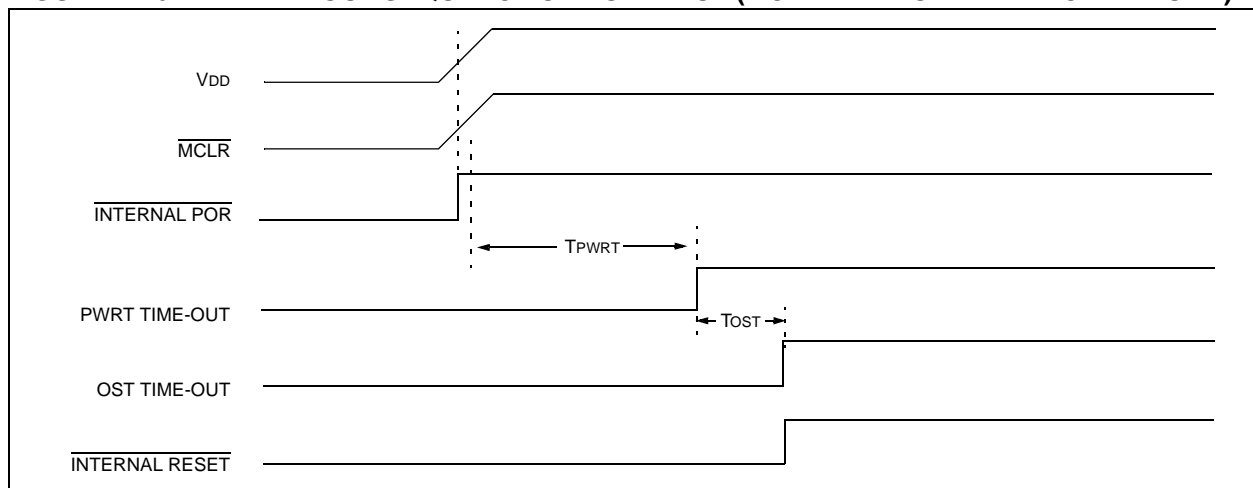 VDD
MCLR
INTERNAL POR
TPWRT
PWRT TIME-OUT
TOST
OST TIME-OUT
INTERNAL RESET